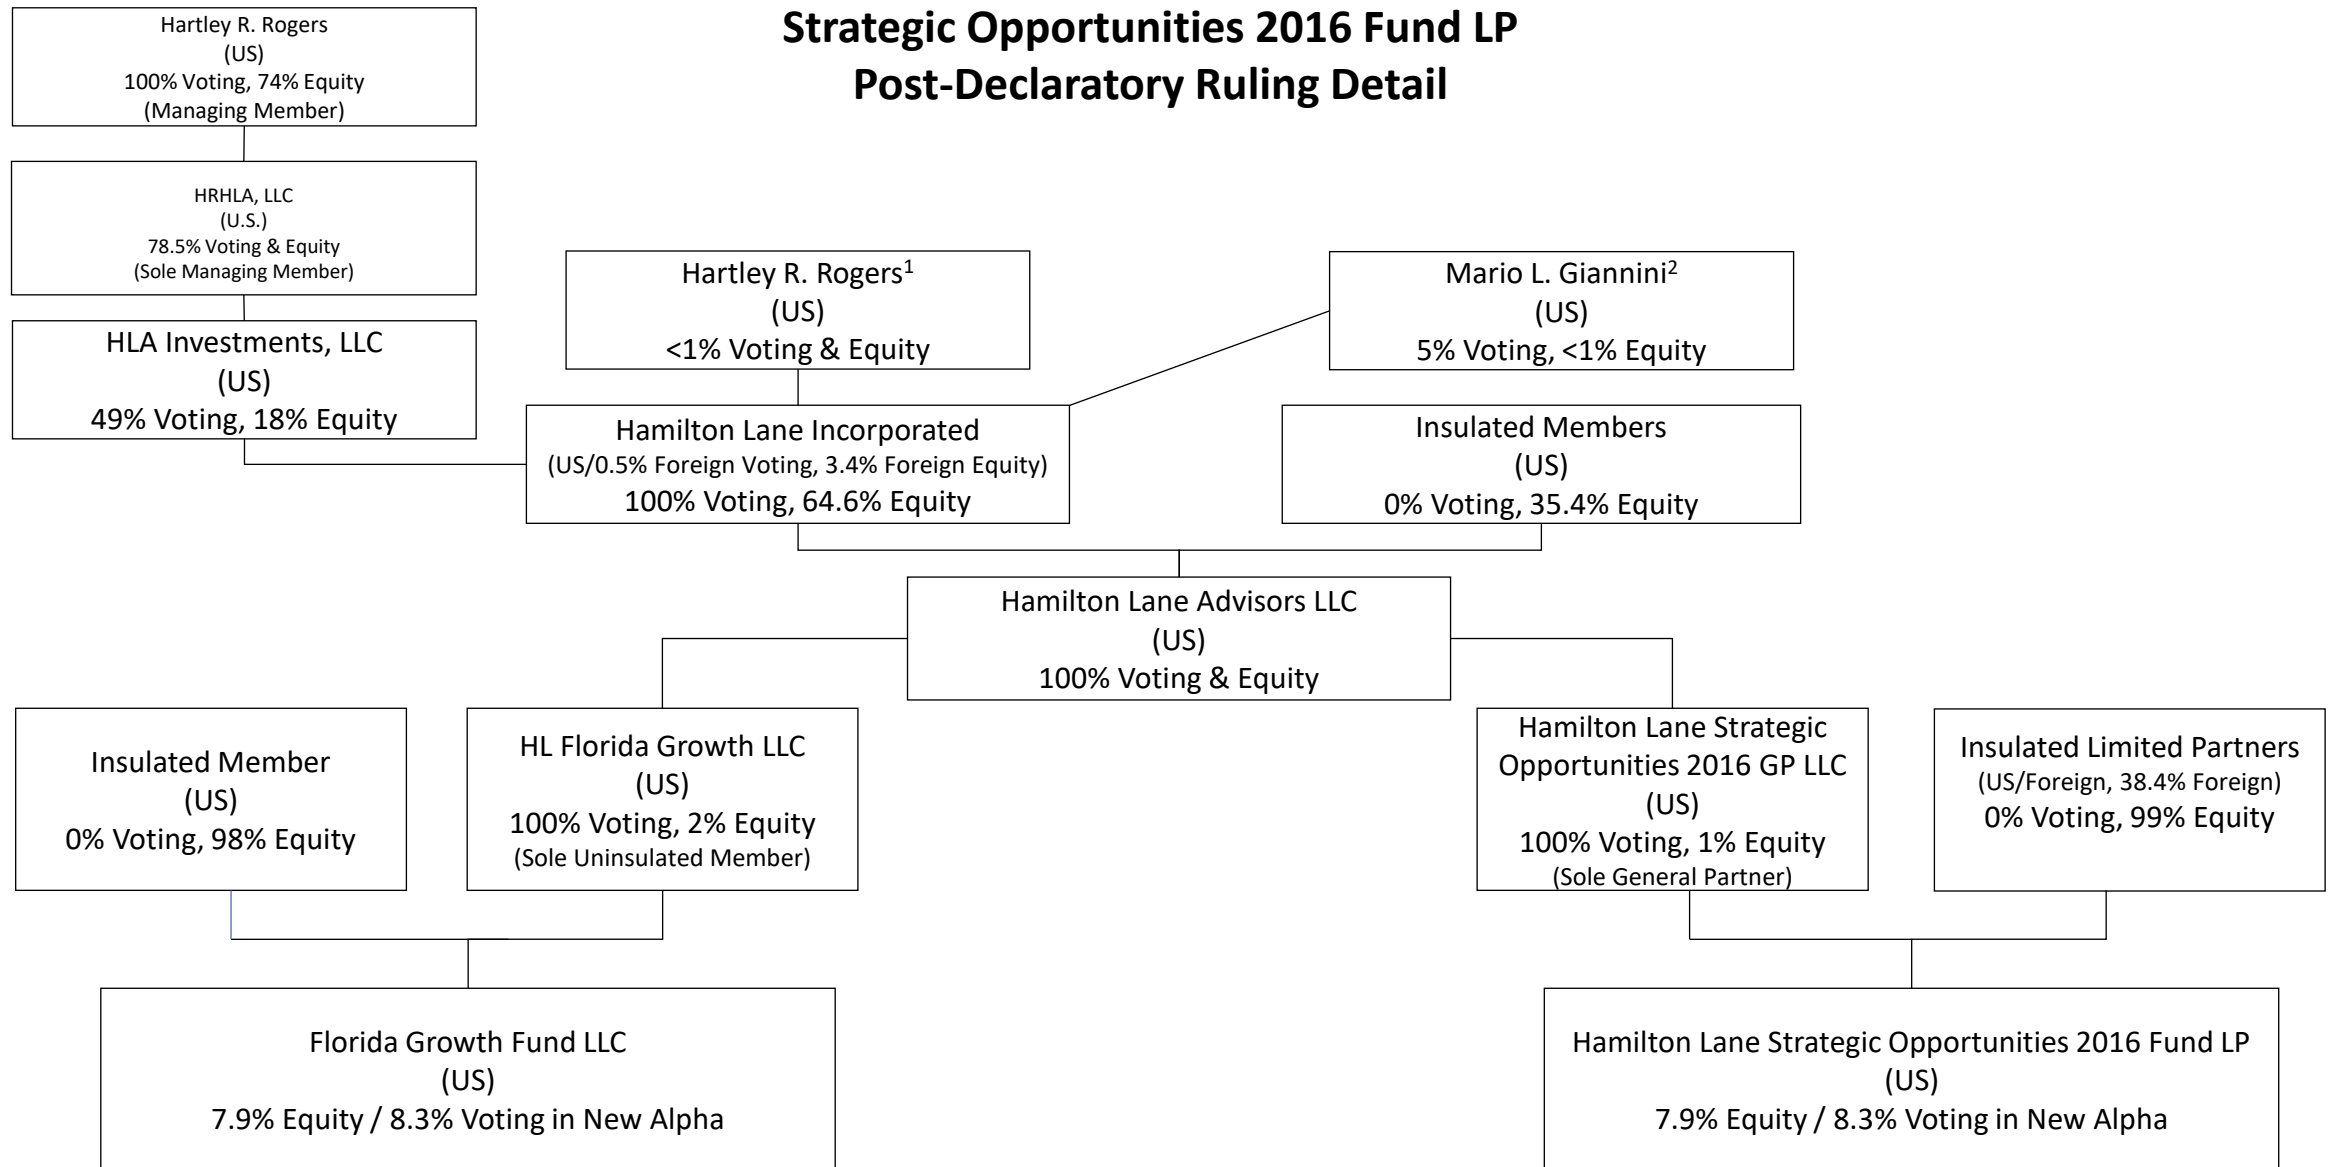 Strategic Opportunities 2016 Fund LP
Post-Declaratory Ruling Detail
Hartley R. Rogers
(US)
100% Voting, 74% Equity
(Managing Member)
HRHLA, LLC
(U.S.)
78.5% Voting & Equity
(Sole Managing Member)
HLA Investments, LLC
(US)
49% Voting, 18% Equity
Hartley R. Rogers¹
(US)
<1% Voting & Equity
Mario L. Giannini²
(US)
5% Voting, <1% Equity
Hamilton Lane Incorporated
(US/0.5% Foreign Voting, 3.4% Foreign Equity)
100% Voting, 64.6% Equity
Insulated Members
(US)
0% Voting, 35.4% Equity
Hamilton Lane Advisors LLC
(US)
100% Voting & Equity
Insulated Member
(US)
0% Voting, 98% Equity
HL Florida Growth LLC
(US)
100% Voting, 2% Equity
(Sole Uninsulated Member)
Hamilton Lane Strategic
Opportunities 2016 GP LLC
(US)
100% Voting, 1% Equity
(Sole General Partner)
Insulated Limited Partners
(US/Foreign, 38.4% Foreign)
0% Voting, 99% Equity
Florida Growth Fund LLC
(US)
7.9% Equity / 8.3% Voting in New Alpha
Hamilton Lane Strategic Opportunities 2016 Fund LP
(US)
7.9% Equity / 8.3% Voting in New Alpha